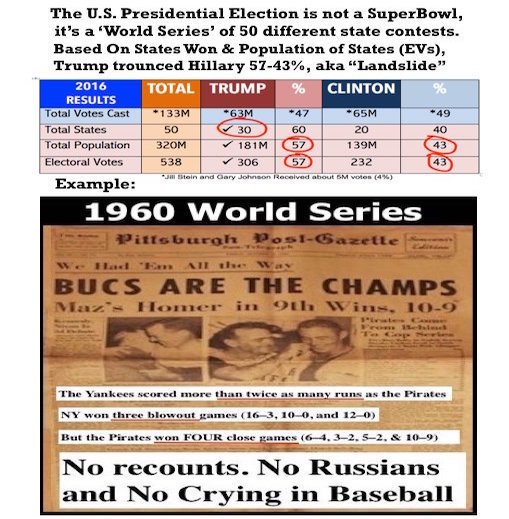 The U.S. Presidential Election is not a SuperBowl,
it's a 'World Series' of 50 different state contests.
Based On States Won & Population of States (EVs),
Trump trounced Hillary 57-43%, aka "Landslide"
2016 RESULTS TOTAL TRUMP % CLINTON %
Total Votes Cast *133M *63M *47 *65M *49
Total States 50 ✓ 30 60 20 40
Total Population 320M ✓ 181M 57 139M 43
Electoral Votes 538 ✓ 306 57 232 43
*Jill Stein and Gary Johnson Received about 5M votes (4%)
Example:
1960 World Series
Pittsburgh Post-Gazette
We Had 'Em All the Way
BUCS ARE THE CHAMPS
Maz's Homer in 9th Wins, 10-9
Pirates Come
From Behind
To Cop Series
The Yankees scored more than twice as many runs as the Pirates
NY won three blowout games (16-3, 10-0, and 12-0)
But the Pirates won FOUR close games (6-4, 3-2, 5-2, & 10-9)
No recounts. No Russians
and No Crying in Baseball